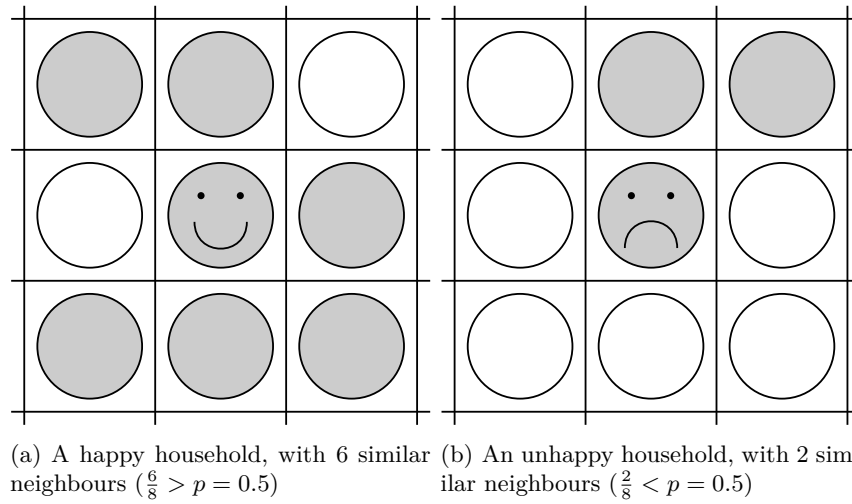 (a) A happy household, with 6 similar
neighbours (6/8 > p = 0.5)
(b) An unhappy household, with 2 sim-
ilar neighbours (2/8 < p = 0.5)